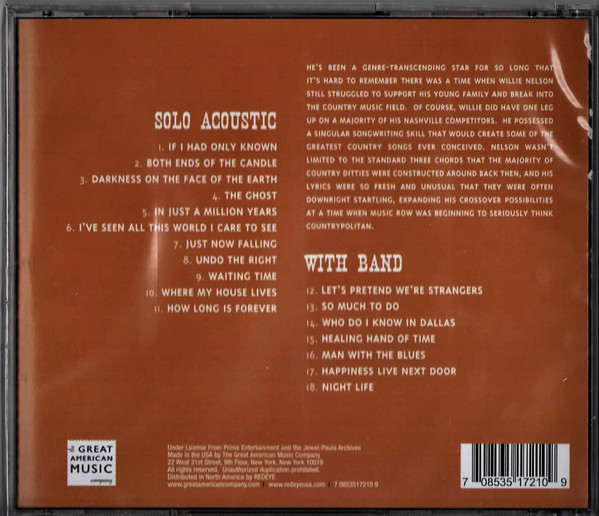 SOLO ACOUSTIC
1. IF I HAD ONLY KNOWN
2. BOTH ENDS OF THE CANDLE
3. DARKNESS ON THE FACE OF THE EARTH
4. THE GHOST
5. IN JUST A MILLION YEARS
6. I'VE SEEN ALL THIS WORLD I CARE TO SEE
7. JUST NOW FALLING
8. UNDO THE RIGHT
9. WAITING TIME
10. WHERE MY HOUSE LIVES
11. HOW LONG IS FOREVER
HE'S BEEN A GENRE-TRANSCENDING STAR FOR SO LONG THAT
IT'S HARD TO REMEMBER THERE WAS A TIME WHEN WILLIE NELSON
STILL STRUGGLED TO SUPPORT HIS YOUNG FAMILY AND BREAK INTO
THE COUNTRY MUSIC FIELD. OF COURSE, WILLIE DID HAVE ONE LEG
UP ON A MAJORITY OF HIS NASHVILLE COMPETITORS. HE POSSESSED
A SINGULAR SONGWRITING SKILL THAT WOULD CREATE SOME OF THE
GREATEST COUNTRY SONGS EVER CONCEIVED. NELSON WASN'T
LIMITED TO THE STANDARD THREE CHORDS THAT THE MAJORITY OF
COUNTRY DITTIES WERE CONSTRUCTED AROUND BACK THEN, AND HIS
LYRICS WERE SO FRESH AND UNUSUAL THAT THEY WERE OFTEN
DOWNRIGHT STARTLING, EXPANDING HIS CROSSOVER POSSIBILITIES
AT A TIME WHEN MUSIC ROW WAS BEGINNING TO SERIOUSLY THINK
COUNTRYPOLITAN.
WITH BAND
12. LET'S PRETEND WE'RE STRANGERS
13. SO MUCH TO DO
14. WHO DO I KNOW IN DALLAS
15. HEALING HAND OF TIME
16. MAN WITH THE BLUES
17. HAPPINESS LIVE NEXT DOOR
18. NIGHT LIFE
the
GREAT
AMERICAN
MUSIC
company
Under License From Prime Entertainment and the Jewel-Paula Archives
Made in the USA by The Great American Music Company
22 West 21st Street, 9th Floor, New York, New York 10019
All rights reserved. Unauthorized duplication prohibited.
Distributed in North America by REDEYE.
www.greatamericancompany.com | www.redeyeusa.com | 7 0853517210 9
7 08535 17210 9